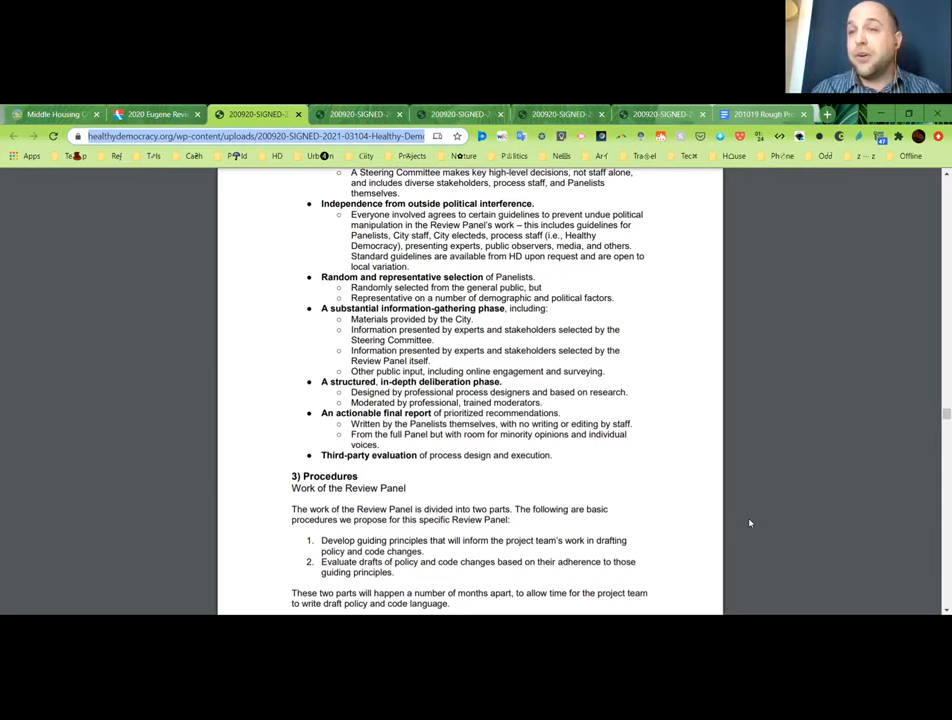 Middle Housing C
2020 Eugene Revi
200920-SIGNED-2
200920-SIGNED-2
200920-SIGNED-2
200920-SIGNED-2
200920-SIGNED-2
201019 Rough Pr
healthydemocracy.org/wp-content/uploads/200920-SIGNED-2021-03104-Healthy-Demo
Apps
Ref
HD
City
Projects
Nature
Politics
News
Art
Travel
Tech
House
Phone
Odd
z ... z
Offline
A Steering Committee makes key high-level decisions, not staff alone,
and includes diverse stakeholders, process staff, and Panelists
themselves.
● Independence from outside political interference.
○ Everyone involved agrees to certain guidelines to prevent undue political
manipulation in the Review Panel's work – this includes guidelines for
Panelists, City staff, City electeds, process staff (i.e., Healthy
Democracy), presenting experts, public observers, media, and others.
Standard guidelines are available from HD upon request and are open to
local variation.
● Random and representative selection of Panelists.
○ Randomly selected from the general public, but
○ Representative on a number of demographic and political factors.
● A substantial information-gathering phase, including:
○ Materials provided by the City.
○ Information presented by experts and stakeholders selected by the
Steering Committee.
○ Information presented by experts and stakeholders selected by the
Review Panel itself.
○ Other public input, including online engagement and surveying.
● A structured, in-depth deliberation phase.
○ Designed by professional process designers and based on research.
○ Moderated by professional, trained moderators.
● An actionable final report of prioritized recommendations.
○ Written by the Panelists themselves, with no writing or editing by staff.
○ From the full Panel but with room for minority opinions and individual
voices.
● Third-party evaluation of process design and execution.
3) Procedures
Work of the Review Panel
The work of the Review Panel is divided into two parts. The following are basic
procedures we propose for this specific Review Panel:
1. Develop guiding principles that will inform the project team's work in drafting
policy and code changes.
2. Evaluate drafts of policy and code changes based on their adherence to those
guiding principles.
These two parts will happen a number of months apart, to allow time for the project team
to write draft policy and code language.